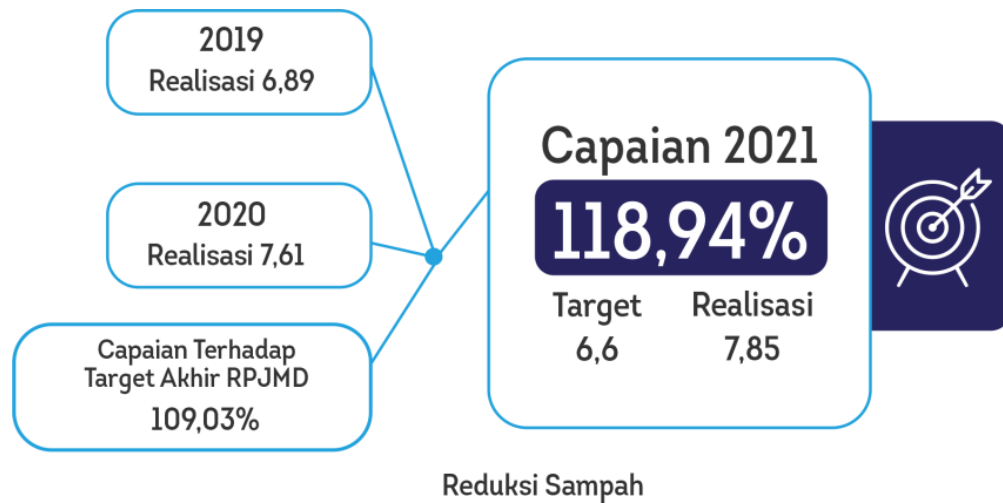 2019
Realisasi 6,89
2020
Realisasi 7,61
Capaian Terhadap
Target Akhir RPJMD
109,03%
Capaian 2021
118,94%
Target Realisasi
6,6 7,85
Reduksi Sampah